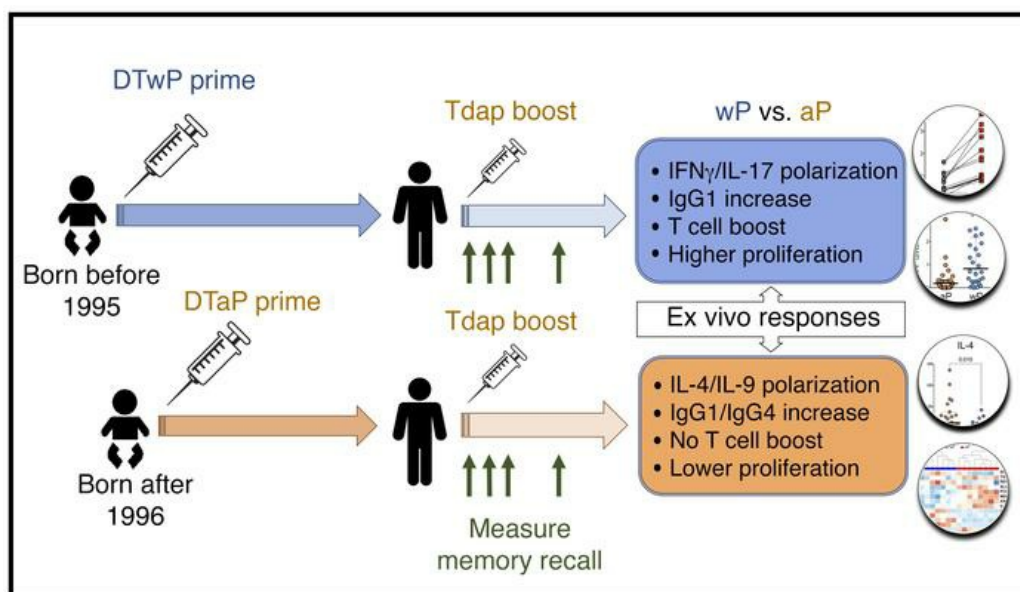 DTwP prime
Tdap boost
wP vs. aP
Born before
1995
• IFNγ/IL-17 polarization
• IgG1 increase
• T cell boost
• Higher proliferation
aP wP
DTaP prime
Tdap boost
Ex vivo responses
Born after
1996
• IL-4/IL-9 polarization
• IgG1/IgG4 increase
• No T cell boost
• Lower proliferation
IL-4
Measure
memory recall